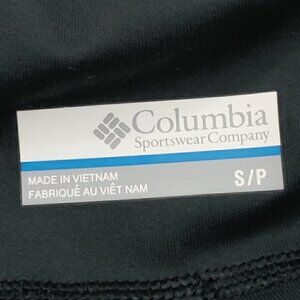 Columbia
Sportswear Company
MADE IN VIETNAM
FABRIQUÉ AU VIÊT NAM
S/P